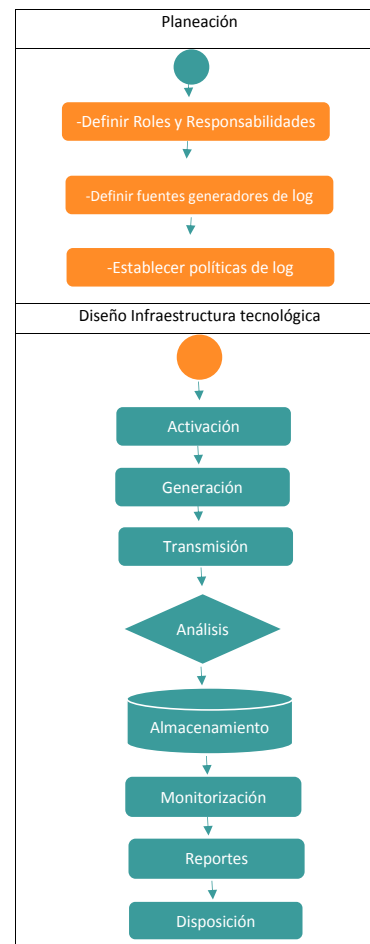 Planeación
-Definir Roles y Responsabilidades
-Definir fuentes generadores de log
-Establecer políticas de log
Diseño Infraestructura tecnológica
Activación
Generación
Transmisión
Análisis
Almacenamiento
Monitorización
Reportes
Disposición